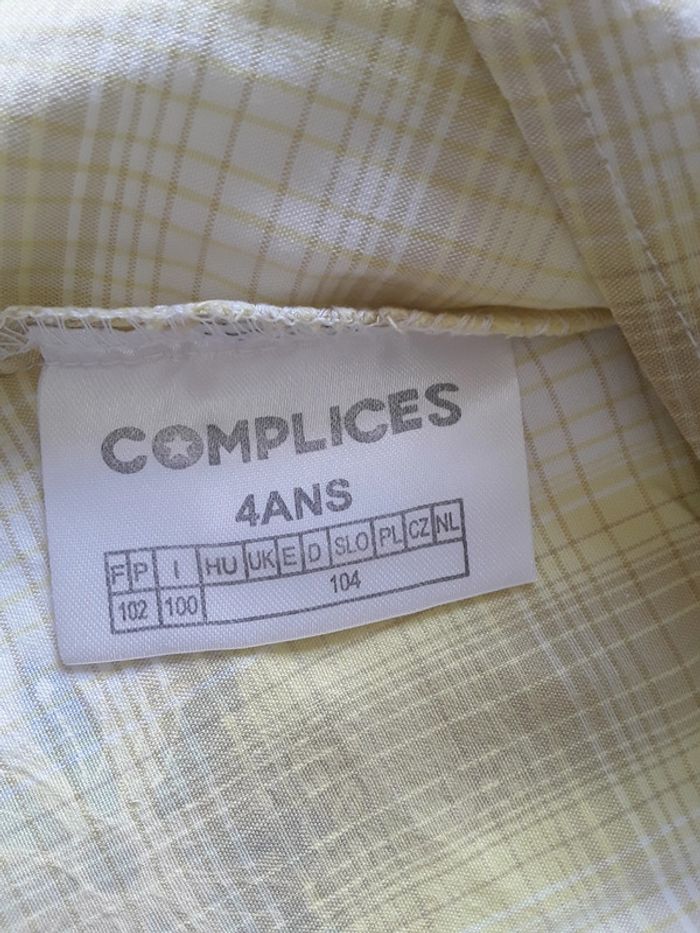 COMPLICES
4ANS
F P I HU UK E D SLO PL CZ NL
102 100 104